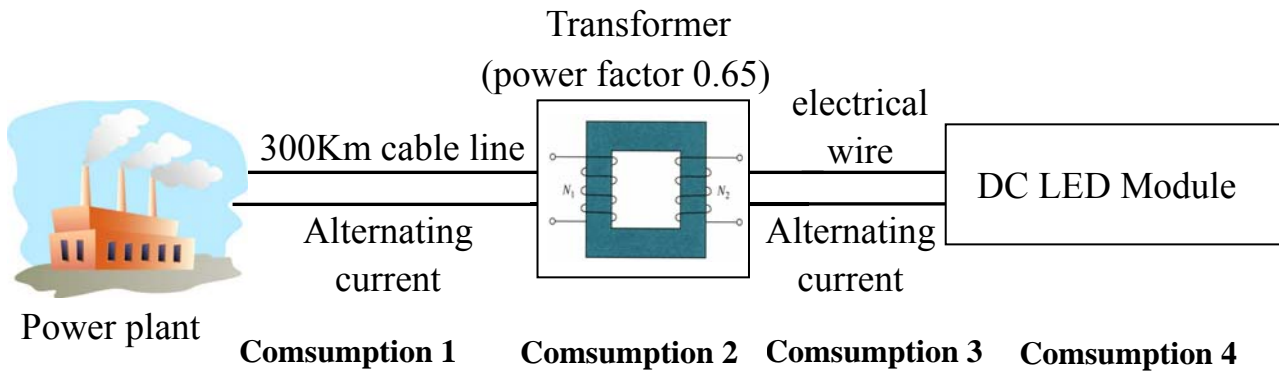 Transformer
(power factor 0.65)
300Km cable line
Alternating
current
N1
N2
electrical
wire
Alternating
current
DC LED Module
Power plant
Comsumption 1
Comsumption 2
Comsumption 3
Comsumption 4